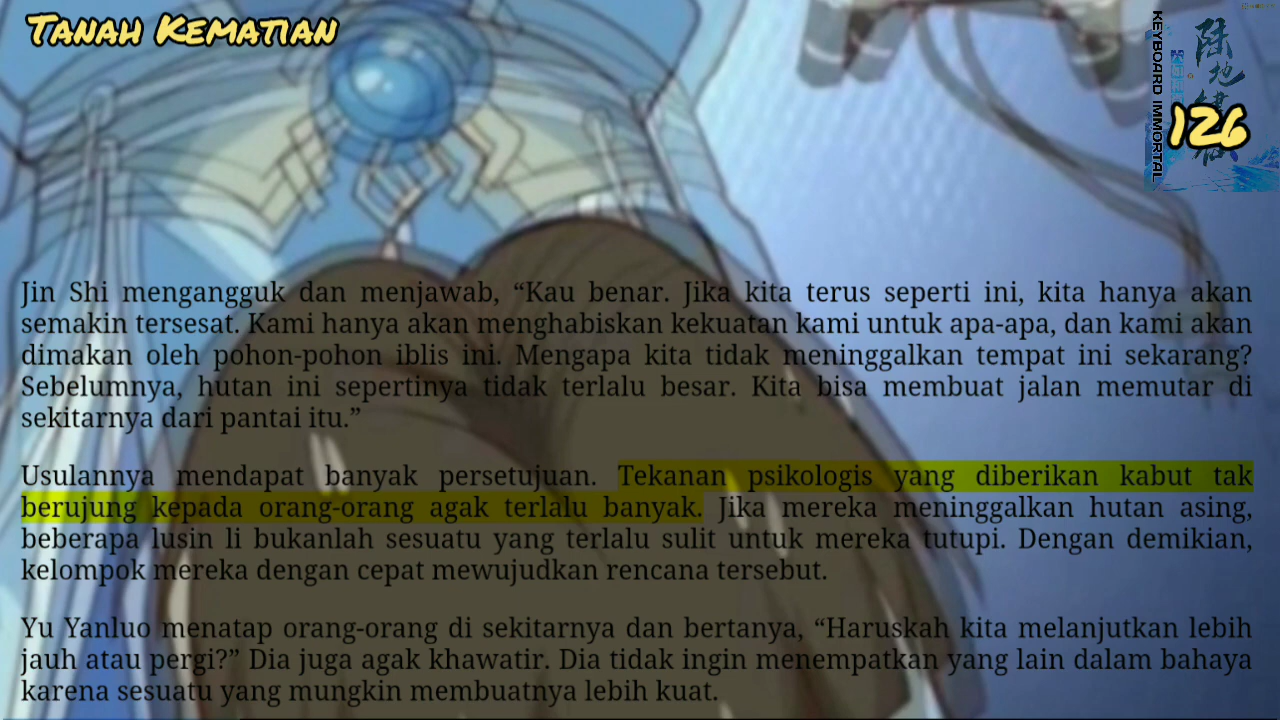 Tanah Kematian
KEYBOARD IMMORTAL
126
Jin Shi mengangguk dan menjawab, “Kau benar. Jika kita terus seperti ini, kita hanya akan
semakin tersesat. Kami hanya akan menghabiskan kekuatan kami untuk apa-apa, dan kami akan
dimakan oleh pohon-pohon iblis ini. Mengapa kita tidak meninggalkan tempat ini sekarang?
Sebelumnya, hutan ini sepertinya tidak terlalu besar. Kita bisa membuat jalan memutar di
sekitarnya dari pantai itu.”
Usulannya mendapat banyak persetujuan. Tekanan psikologis yang diberikan kabut tak
berujung kepada orang-orang agak terlalu banyak. Jika mereka meninggalkan hutan asing,
beberapa lusin li bukanlah sesuatu yang terlalu sulit untuk mereka tutupi. Dengan demikian,
kelompok mereka dengan cepat mewujudkan rencana tersebut.
Yu Yanluo menatap orang-orang di sekitarnya dan bertanya, “Haruskah kita melanjutkan lebih
jauh atau pergi?” Dia juga agak khawatir. Dia tidak ingin menempatkan yang lain dalam bahaya
karena sesuatu yang mungkin membuatnya lebih kuat.